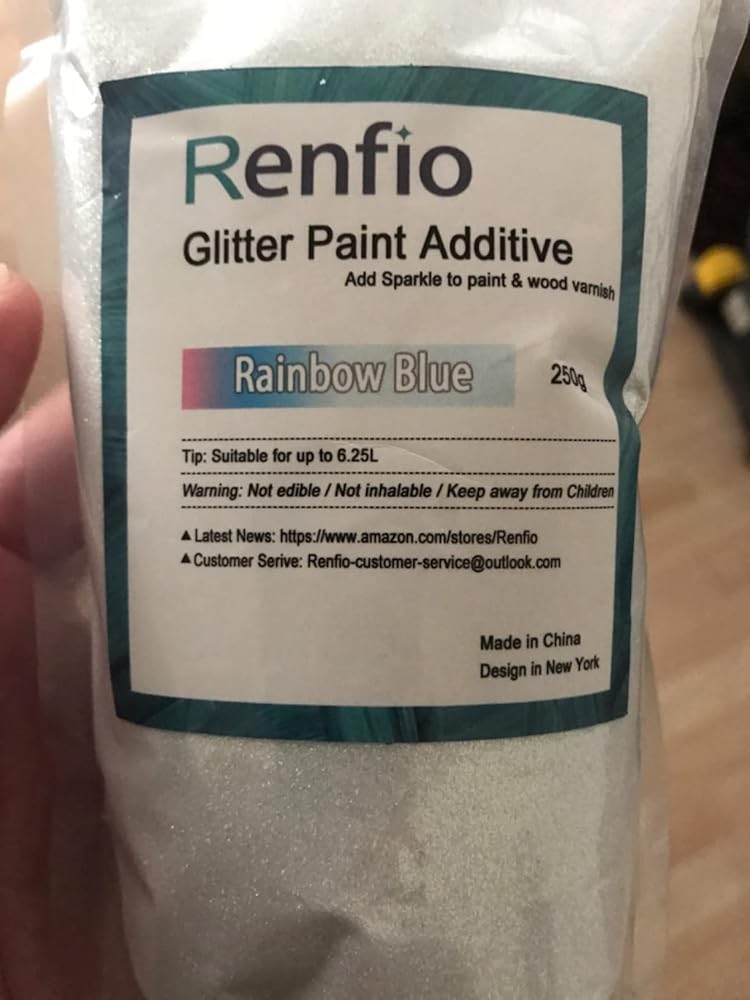 Renfio
Glitter Paint Additive
Add Sparkle to paint & wood varnish
Rainbow Blue
250g
Tip: Suitable for up to 6.25L
Warning: Not edible / Not inhalable / Keep away from Children
▲Latest News: https://www.amazon.com/stores/Renfio
▲Customer Serive: Renfio-customer-service@outlook.com
Made in China
Design in New York